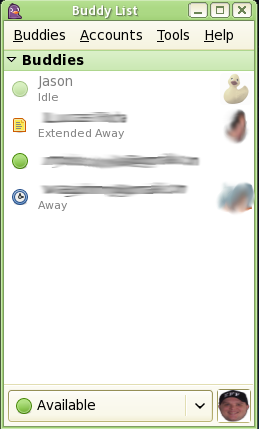 Buddy List
Buddies Accounts Tools Help
Buddies
Jason
Idle
Extended Away
Away
Available